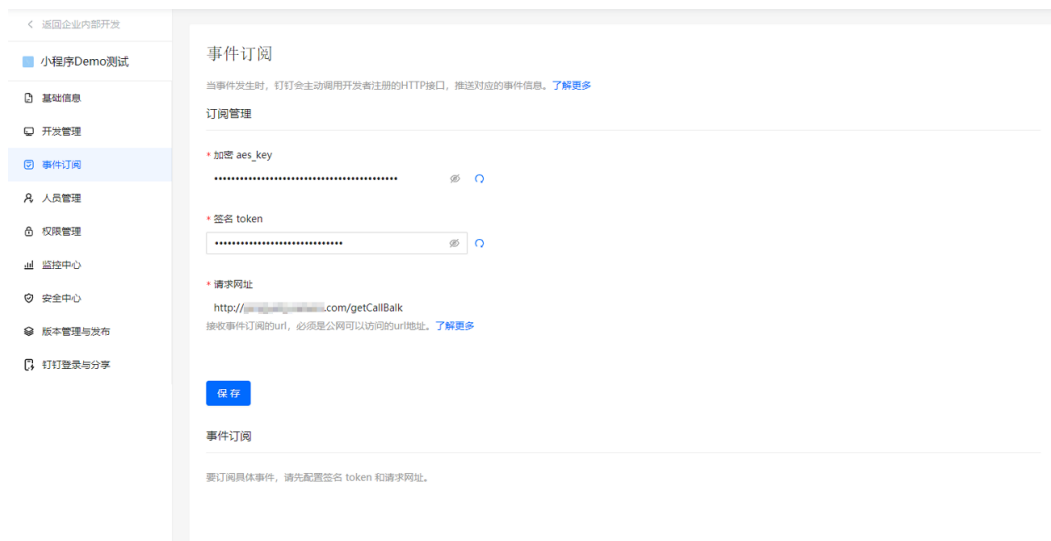 返回企业内部开发
小程序Demo测试
基础信息
开发管理
事件订阅
人员管理
权限管理
监控中心
安全中心
版本管理与发布
钉钉登录与分享
事件订阅
当事件发生时，钉钉会主动调用开发者注册的HTTP接口，推送对应的事件信息。了解更多
订阅管理
* 加密 aes_key
* 签名 token
* 请求网址
http:// .com/getCallBalk
接收事件订阅的url，必须是公网可以访问的url地址。了解更多
保存
事件订阅
要订阅具体事件，请先配置签名 token 和请求网址。